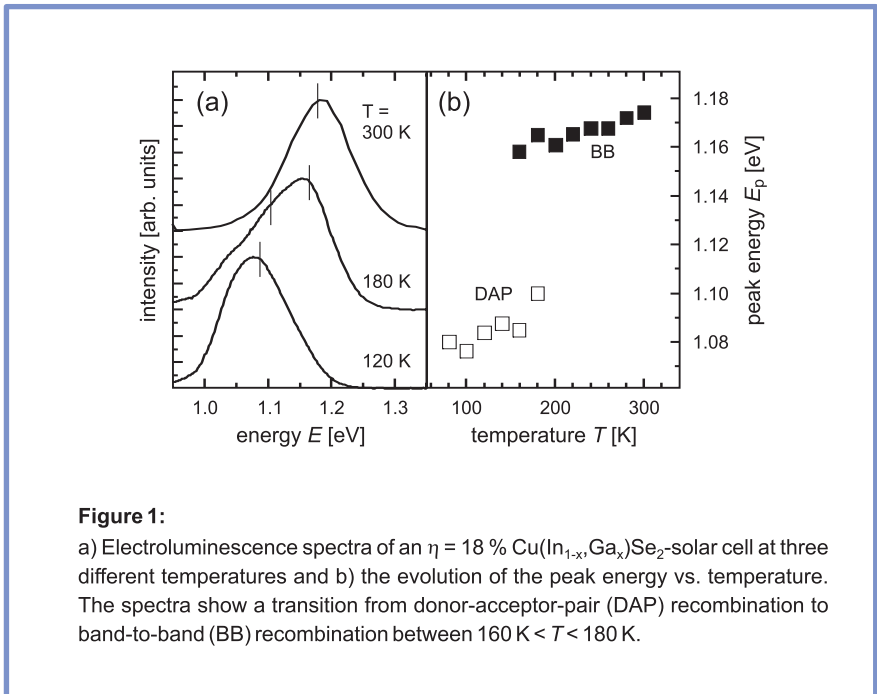 (a)
T =
300 K
180 K
120 K
intensity [arb. units]
1.0 1.1 1.2 1.3
energy E [eV]
(b)
BB
DAP
1.18
1.16
1.14
1.12
1.10
1.08
peak energy Eₚ [eV]
100 200 300
temperature T [K]
Figure 1:
a) Electroluminescence spectra of an η = 18 % Cu(In₁₋ₓ,Gaₓ)Se₂-solar cell at three
different temperatures and b) the evolution of the peak energy vs. temperature.
The spectra show a transition from donor-acceptor-pair (DAP) recombination to
band-to-band (BB) recombination between 160 K < T < 180 K.